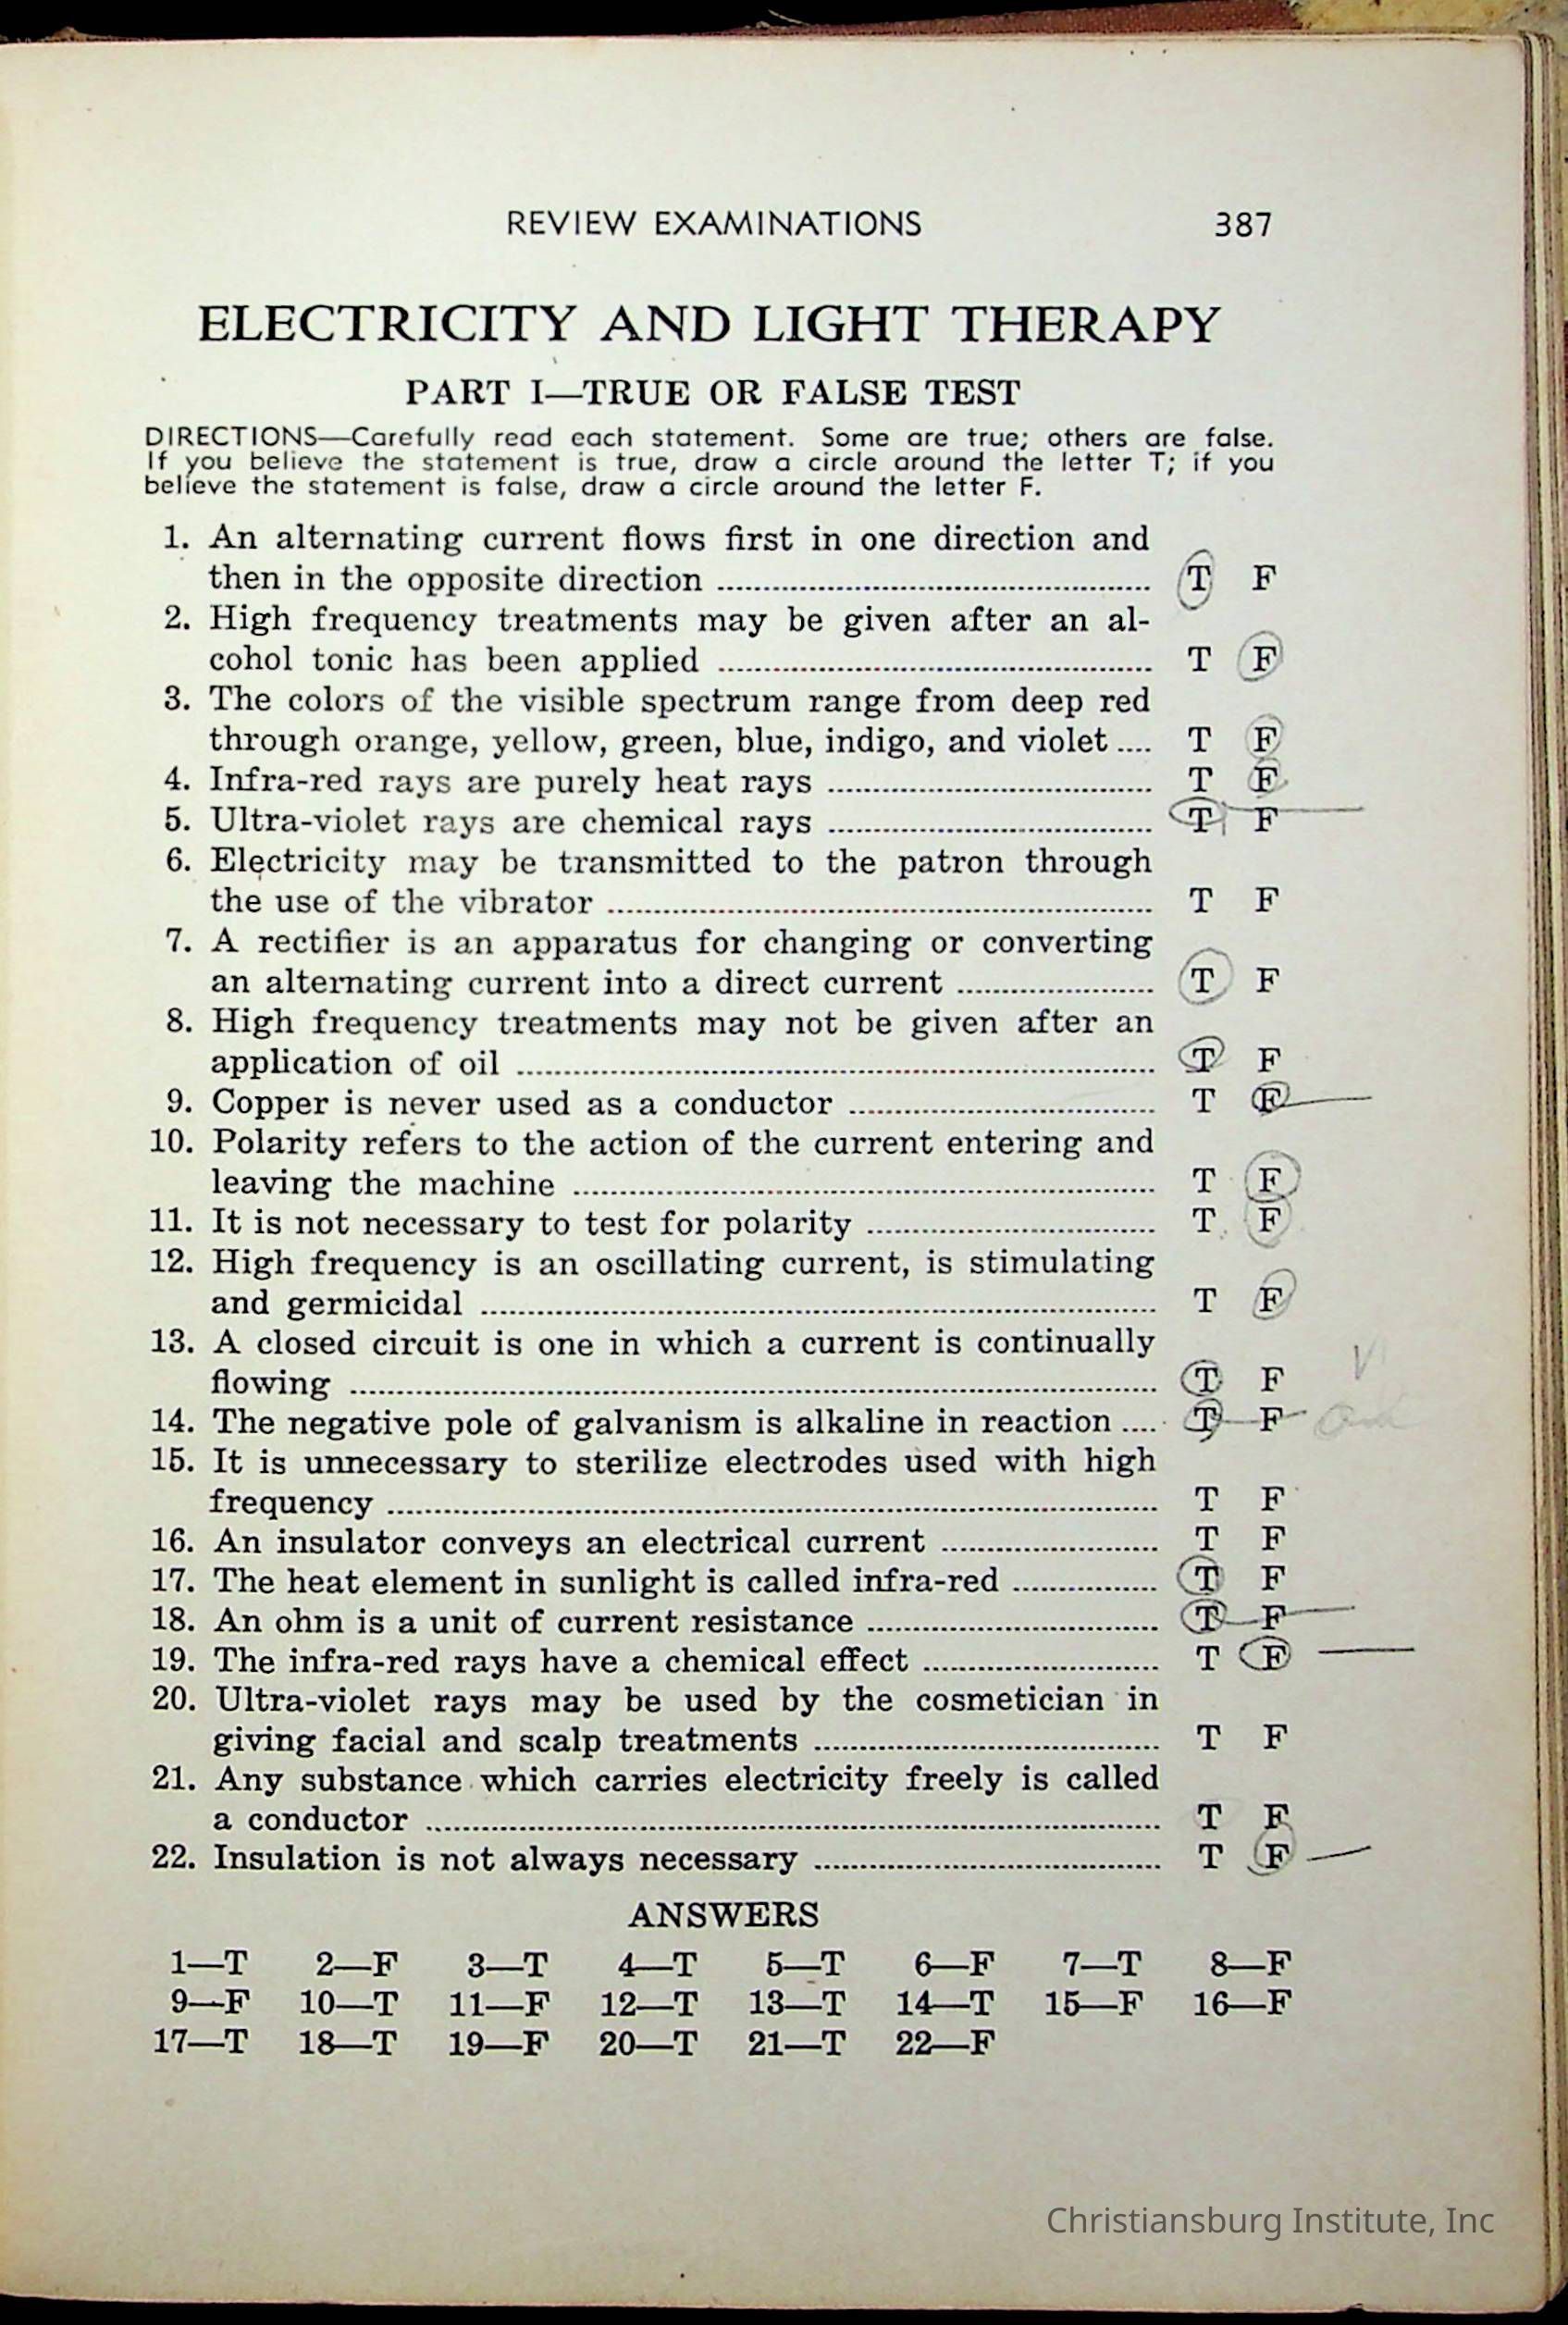 REVIEW EXAMINATIONS 387
ELECTRICITY AND LIGHT THERAPY
PART I—TRUE OR FALSE TEST
DIRECTIONS—Carefully read each statement. Some are true; others are false.
If you believe the statement is true, draw a circle around the letter T; if you
believe the statement is false, draw a circle around the letter F.
1. An alternating current flows first in one direction and
then in the opposite direction .......... T F
2. High frequency treatments may be given after an al-
cohol tonic has been applied .......... T F
3. The colors of the visible spectrum range from deep red
through orange, yellow, green, blue, indigo, and violet .... T F
4. Infra-red rays are purely heat rays .......... T F
5. Ultra-violet rays are chemical rays .......... T F
6. Electricity may be transmitted to the patron through
the use of the vibrator .......... T F
7. A rectifier is an apparatus for changing or converting
an alternating current into a direct current .......... T F
8. High frequency treatments may not be given after an
application of oil .......... T F
9. Copper is never used as a conductor .......... T F
10. Polarity refers to the action of the current entering and
leaving the machine .......... T F
11. It is not necessary to test for polarity .......... T F
12. High frequency is an oscillating current, is stimulating
and germicidal .......... T F
13. A closed circuit is one in which a current is continually
flowing .......... T F
14. The negative pole of galvanism is alkaline in reaction .... T F
15. It is unnecessary to sterilize electrodes used with high
frequency .......... T F
16. An insulator conveys an electrical current .......... T F
17. The heat element in sunlight is called infra-red .......... T F
18. An ohm is a unit of current resistance .......... T F
19. The infra-red rays have a chemical effect .......... T F
20. Ultra-violet rays may be used by the cosmetician in
giving facial and scalp treatments .......... T F
21. Any substance which carries electricity freely is called
a conductor .......... T F
22. Insulation is not always necessary .......... T F
ANSWERS
1—T 2—F 3—T 4—T 5—T 6—F 7—T 8—F
9—F 10—T 11—F 12—T 13—T 14—T 15—F 16—F
17—T 18—T 19—F 20—T 21—T 22—F
Christiansburg Institute, Inc